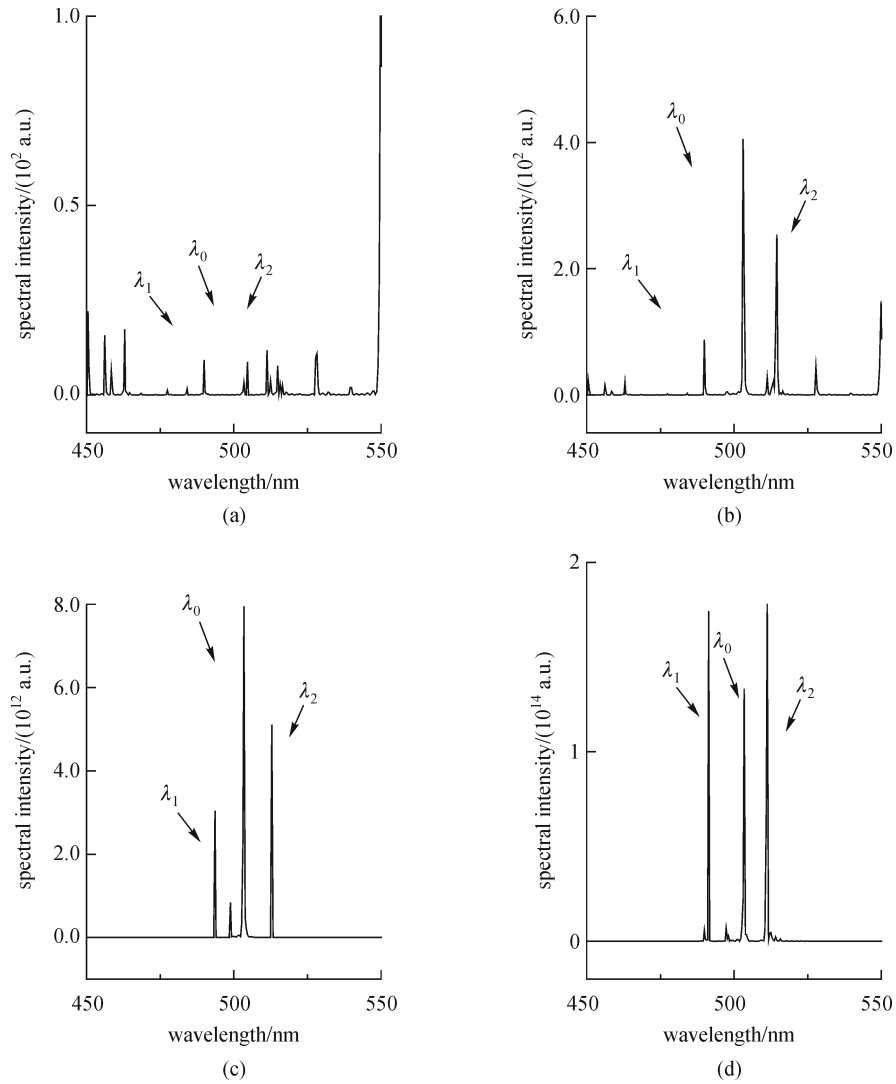 1.0
0.5
0.0
spectral intensity/(10² a.u.)
λ₁
λ₀
λ₂
450
500
550
wavelength/nm
(a)
6.0
4.0
2.0
0.0
spectral intensity/(10² a.u.)
λ₀
λ₂
λ₁
450
500
550
wavelength/nm
(b)
8.0
6.0
4.0
2.0
0.0
spectral intensity/(10¹² a.u.)
λ₀
λ₂
λ₁
450
500
550
wavelength/nm
(c)
2
1
0
spectral intensity/(10¹⁴ a.u.)
λ₀
λ₁
λ₂
450
500
550
wavelength/nm
(d)